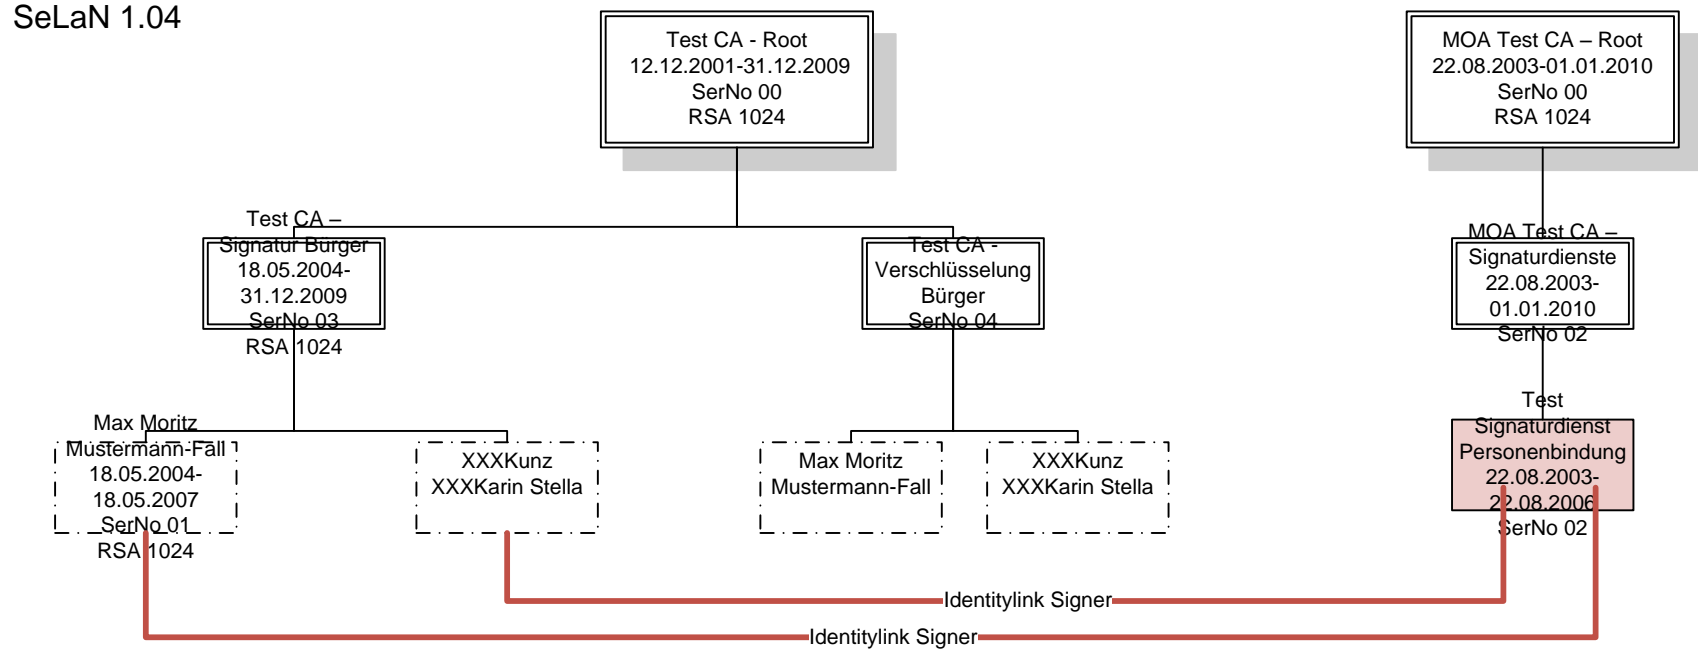 SeLaN 1.04
Test CA - Root
12.12.2001-31.12.2009
SerNo 00
RSA 1024
MOA Test CA – Root
22.08.2003-01.01.2010
SerNo 00
RSA 1024
Test CA –
Signatur Bürger
18.05.2004-
31.12.2009
SerNo 03
RSA 1024
Test CA -
Verschlüsselung
Bürger
SerNo 04
MOA Test CA –
Signaturdienste
22.08.2003-
01.01.2010
SerNo 02
Max Moritz
Mustermann-Fall
18.05.2004-
18.05.2007
SerNo 01
RSA 1024
XXXKunz
XXXKarin Stella
Max Moritz
Mustermann-Fall
XXXKunz
XXXKarin Stella
Test
Signaturdienst
Personenbindung
22.08.2003-
22.08.2006
SerNo 02
Identitylink Signer
Identitylink Signer